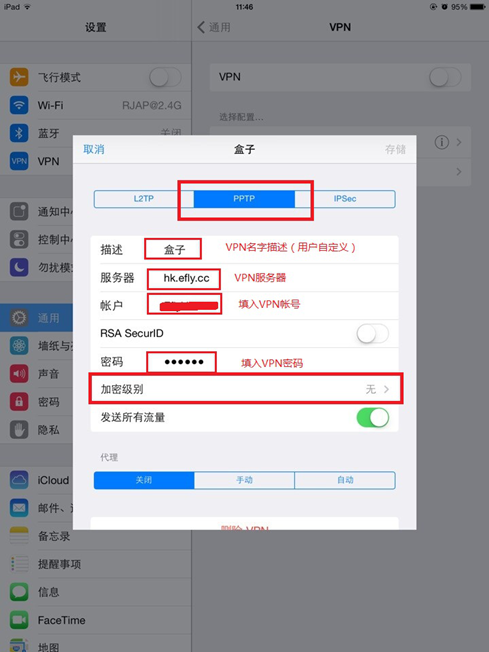 iPad
11:46
95%
设置
通用
VPN
飞行模式
Wi-Fi
RJAP@2.4G
蓝牙
关闭
VPN
通知中
控制中
勿扰模
通用
墙纸与
声音
密码
隐私
iCloud
邮件、
备忘录
提醒事项
信息
FaceTime
地图
VPN
选择配置...
取消
盒子
存储
L2TP
PPTP
IPSec
描述
盒子
VPN名字描述（用户自定义）
服务器
hk.efly.cc
VPN服务器
帐户
填入VPN帐号
RSA SecurID
密码
●●●●●●
填入VPN密码
加密级别
无
发送所有流量
代理
关闭
手动
自动
删除 VPN